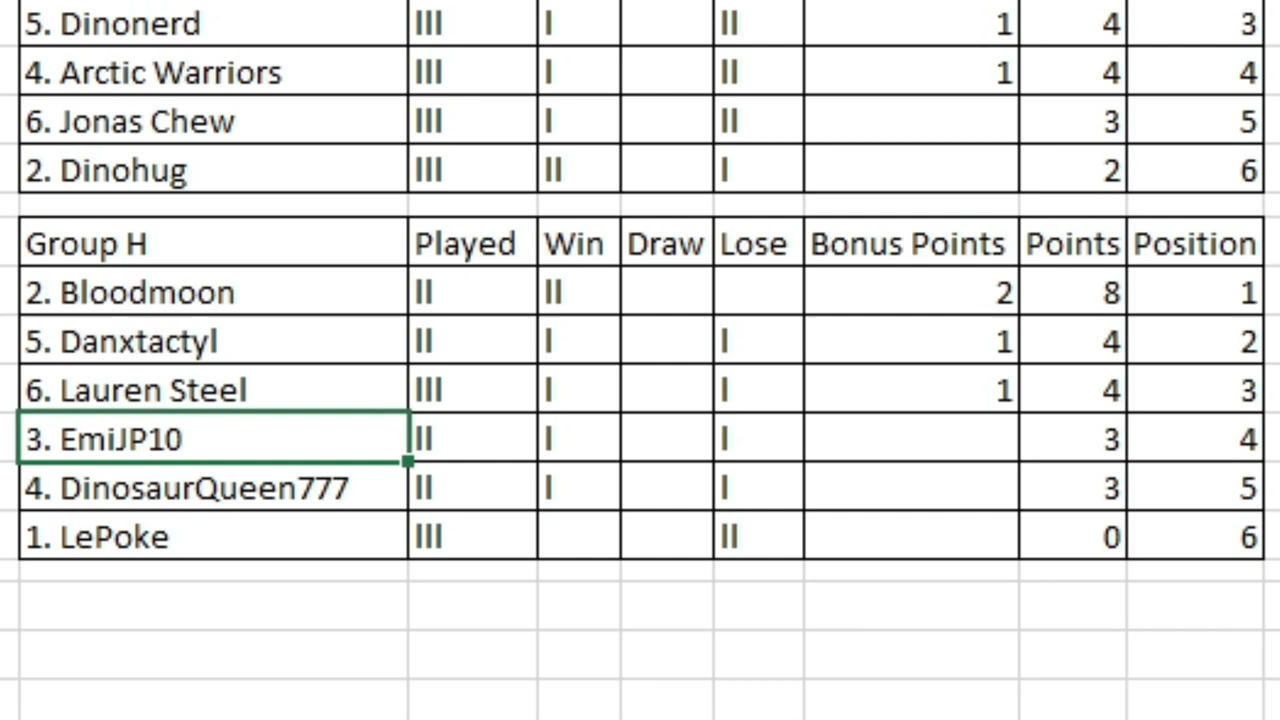 5. Dinonerd III I II 1 4 3
4. Arctic Warriors III I II 1 4 4
6. Jonas Chew III I II 3 5
2. Dinohug III II I 2 6
Group H Played Win Draw Lose Bonus Points Points Position
2. Bloodmoon II II 2 8 1
5. Danxtactyl II I I 1 4 2
6. Lauren Steel III I I 1 4 3
3. EmiJP10 II I I 3 4
4. DinosaurQueen777 II I I 3 5
1. LePoke III II 0 6